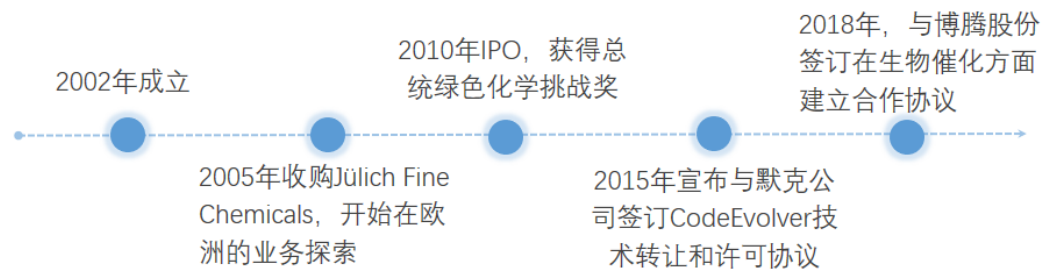 2002年成立
2005年收购Jülich Fine
Chemicals，开始在欧
洲的业务探索
2010年IPO，获得总
统绿色化学挑战奖
2015年宣布与默克公
司签订CodeEvolver技
术转让和许可协议
2018年，与博腾股份
签订在生物催化方面
建立合作协议